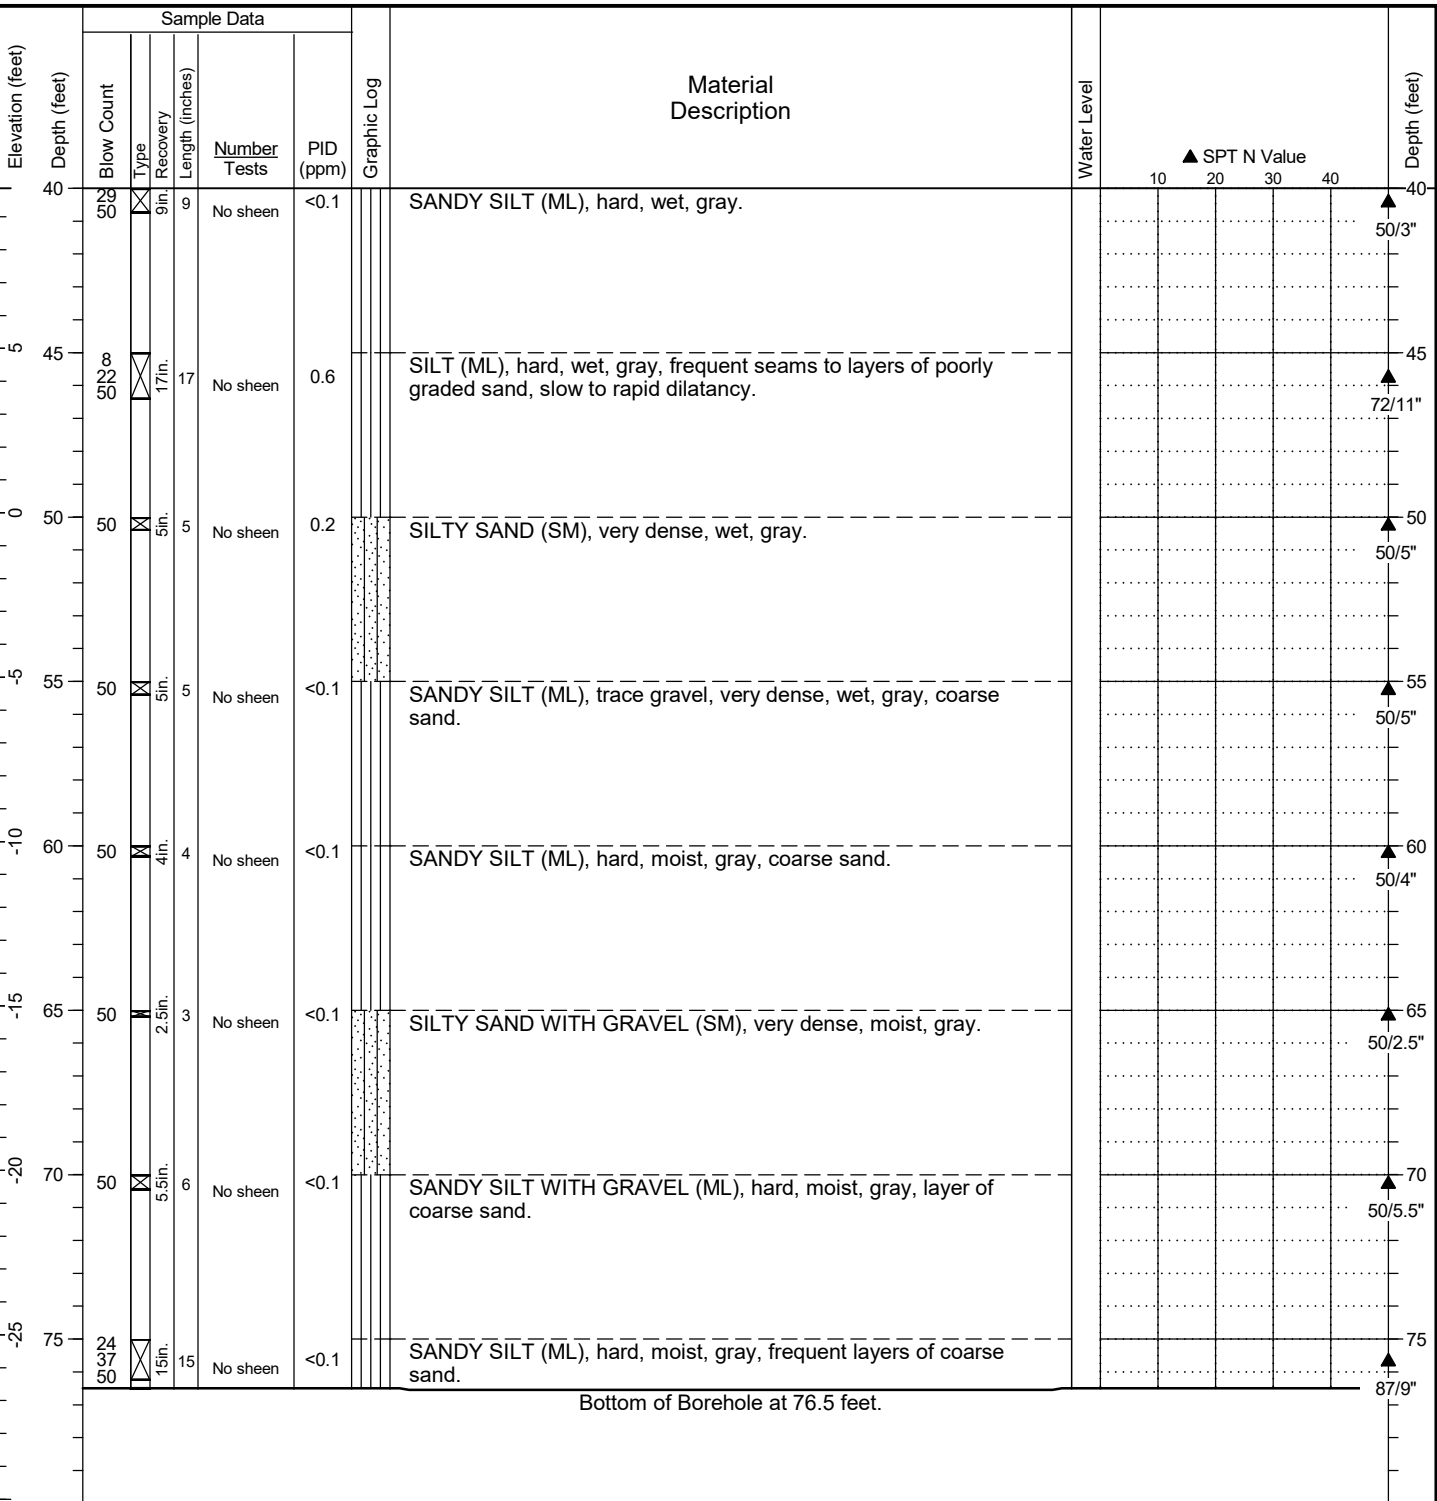 Sample Data
Elevation (feet)
Depth (feet)
Blow Count
Type
Recovery
Length (inches)
Number
Tests
PID
(ppm)
Graphic Log
Material
Description
Water Level
▲ SPT N Value
10 20 30 40
Depth (feet)
40 29 50 9in. 9 No sheen <0.1 SANDY SILT (ML), hard, wet, gray. 40
50/3"
5 45 8 22 50 17in. 17 No sheen 0.6 SILT (ML), hard, wet, gray, frequent seams to layers of poorly 45
graded sand, slow to rapid dilatancy.
72/11"
0 50 50 5in. 5 No sheen 0.2 SILTY SAND (SM), very dense, wet, gray. 50
50/5"
-5 55 50 5in. 5 No sheen <0.1 SANDY SILT (ML), trace gravel, very dense, wet, gray, coarse 55
sand.
50/5"
-10 60 50 4in. 4 No sheen <0.1 SANDY SILT (ML), hard, moist, gray, coarse sand. 60
50/4"
-15 65 50 2.5in. 3 No sheen <0.1 SILTY SAND WITH GRAVEL (SM), very dense, moist, gray. 65
50/2.5"
-20 70 50 5.5in. 6 No sheen <0.1 SANDY SILT WITH GRAVEL (ML), hard, moist, gray, layer of 70
coarse sand.
50/5.5"
-25 75 24 37 50 15in. 15 No sheen <0.1 SANDY SILT (ML), hard, moist, gray, frequent layers of coarse 75
sand.
87/9"
Bottom of Borehole at 76.5 feet.